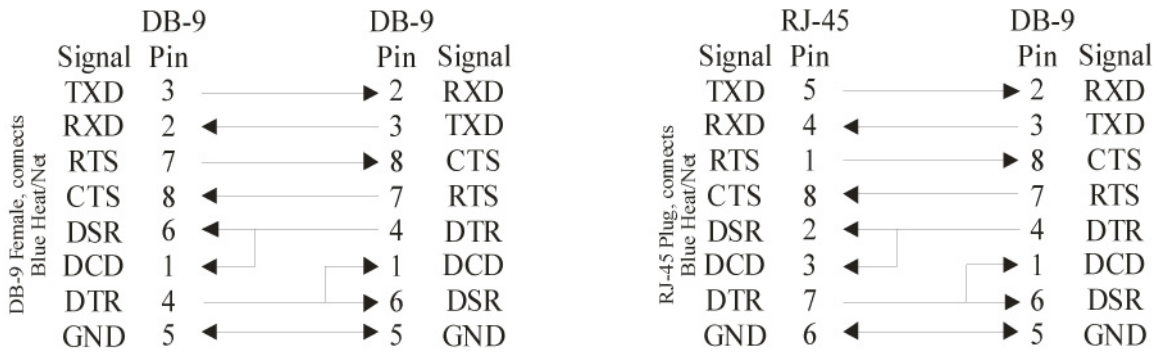 DB-9 DB-9
Signal Pin Pin Signal
TXD 3 2 RXD
RXD 2 3 TXD
RTS 7 8 CTS
CTS 8 7 RTS
DSR 6 4 DTR
DCD 1 1 DCD
DTR 4 6 DSR
GND 5 5 GND
DB-9 Female, connects
Blue Heat/Net
RJ-45 DB-9
Signal Pin Pin Signal
TXD 5 2 RXD
RXD 4 3 TXD
RTS 1 8 CTS
CTS 8 7 RTS
DSR 2 4 DTR
DCD 3 1 DCD
DTR 7 6 DSR
GND 6 5 GND
RJ-45 Plug, connects
Blue Heat/Net